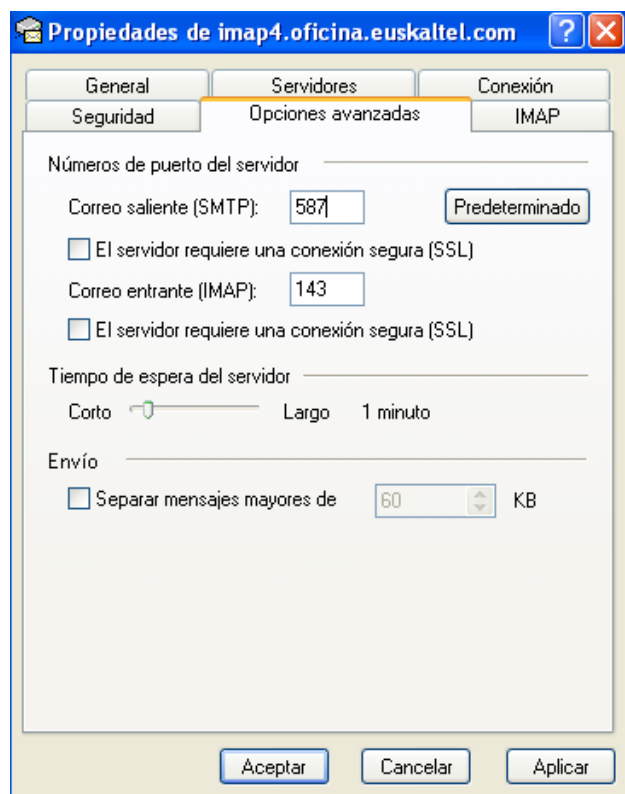 Propiedades de imap4.oficina.euskaltel.com
General Servidores Conexión
Seguridad Opciones avanzadas IMAP
Números de puerto del servidor
Correo saliente (SMTP): 587 Predeterminado
El servidor requiere una conexión segura (SSL)
Correo entrante (IMAP): 143
El servidor requiere una conexión segura (SSL)
Tiempo de espera del servidor
Corto Largo 1 minuto
Envío
Separar mensajes mayores de 60 KB
Aceptar Cancelar Aplicar